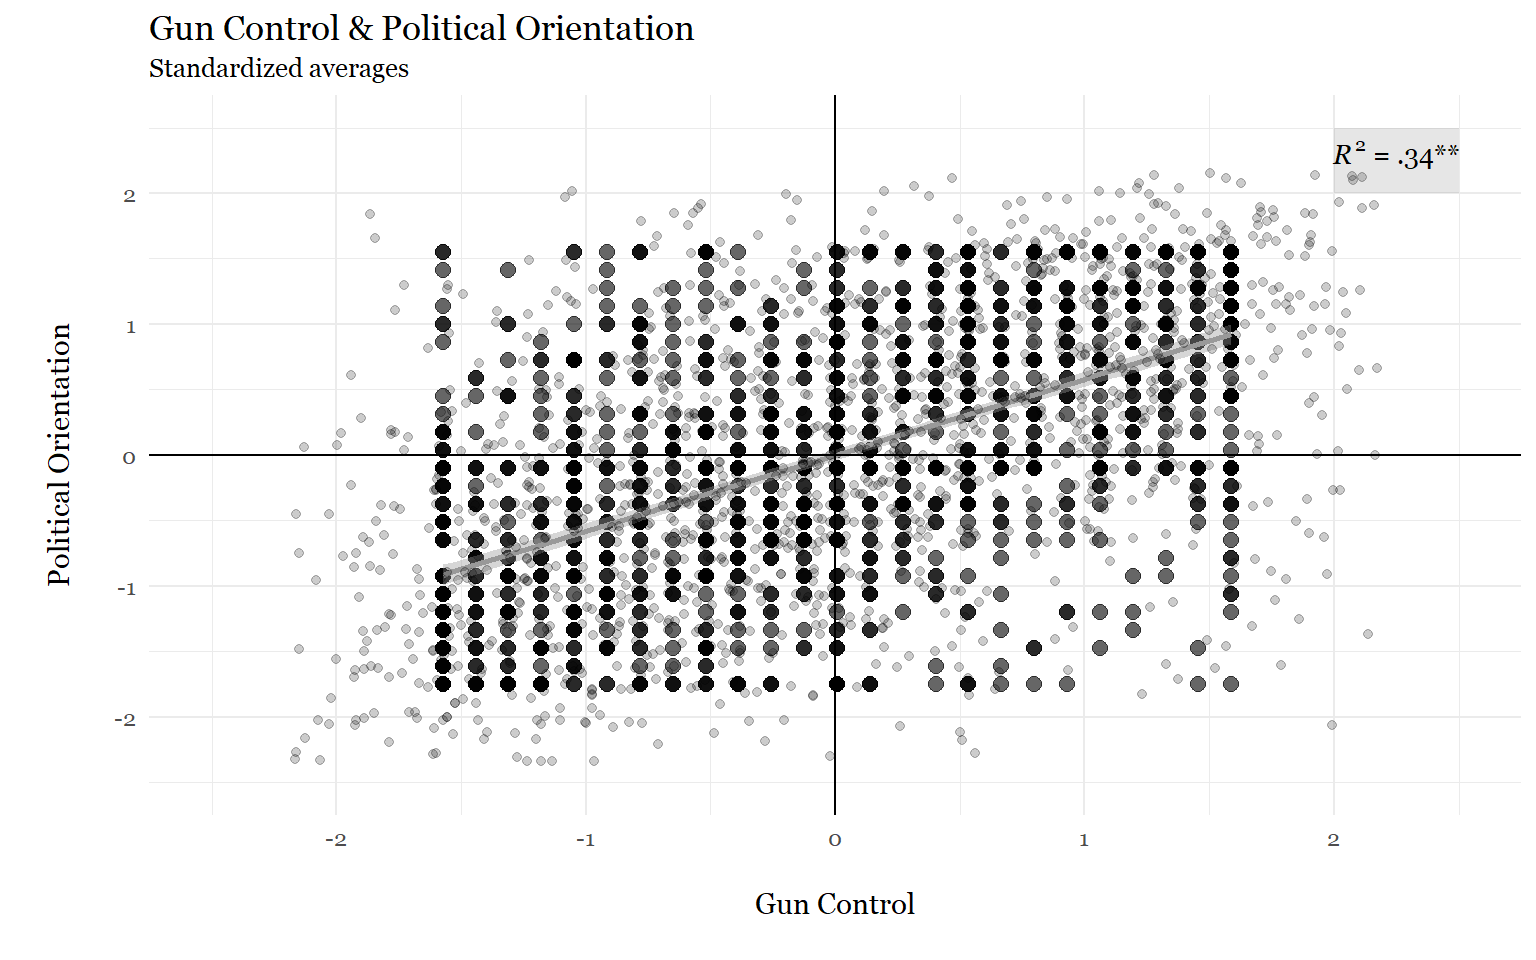 Gun Control & Political Orientation
Standardized averages
R² = .34**
Political Orientation
2
1
0
-1
-2
-2
-1
0
1
2
Gun Control